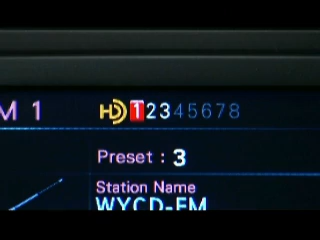 M 1 HD 12345678
Preset : 3
Station Name
WYCD-FM